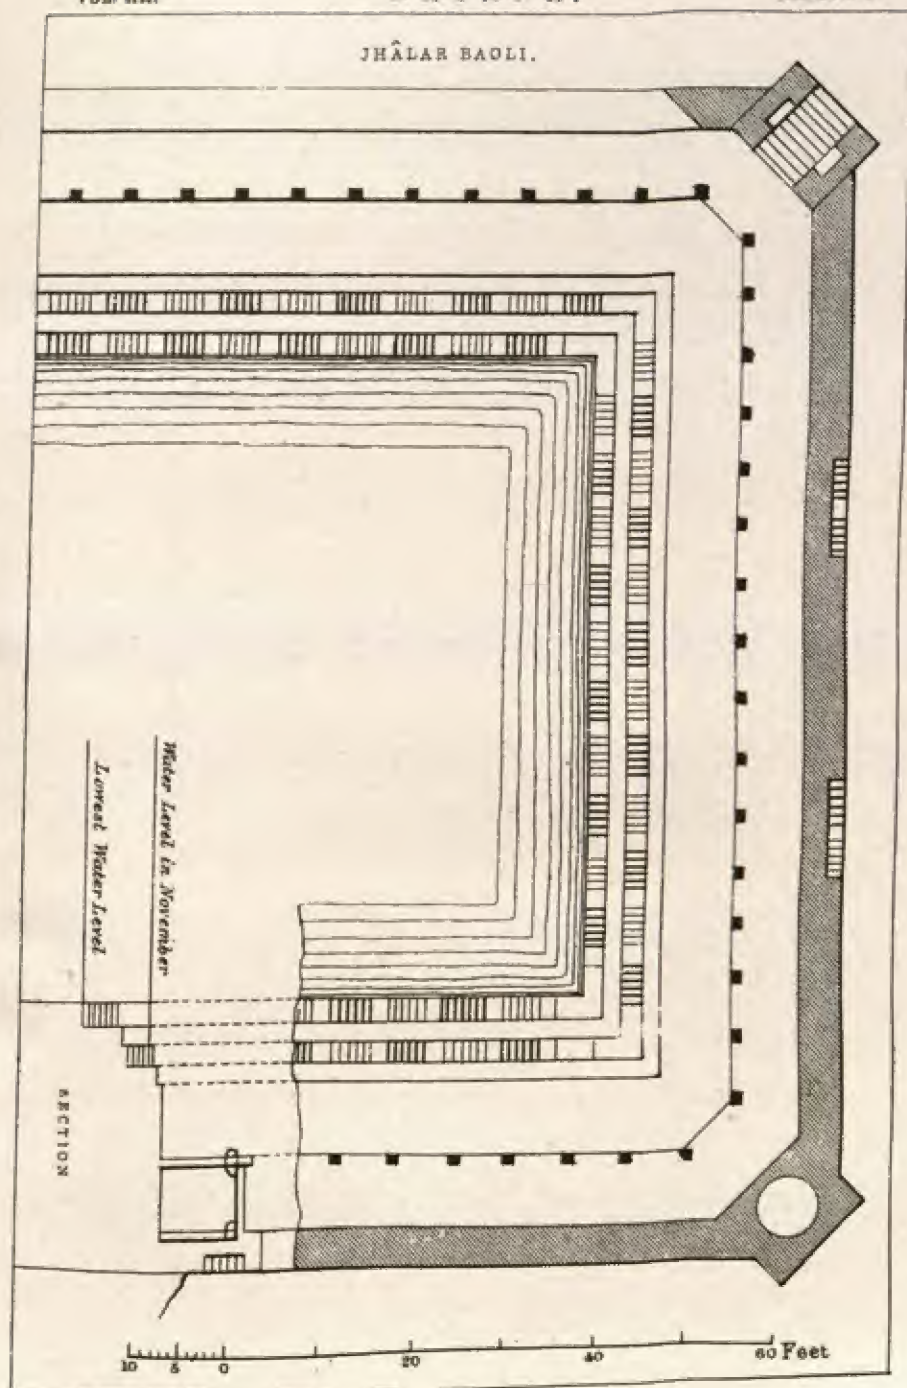 JHÂLAR BAOLI.
Water Level in November
Lowest Water Level
SECTION
10 5 0 20 40 60 Feet